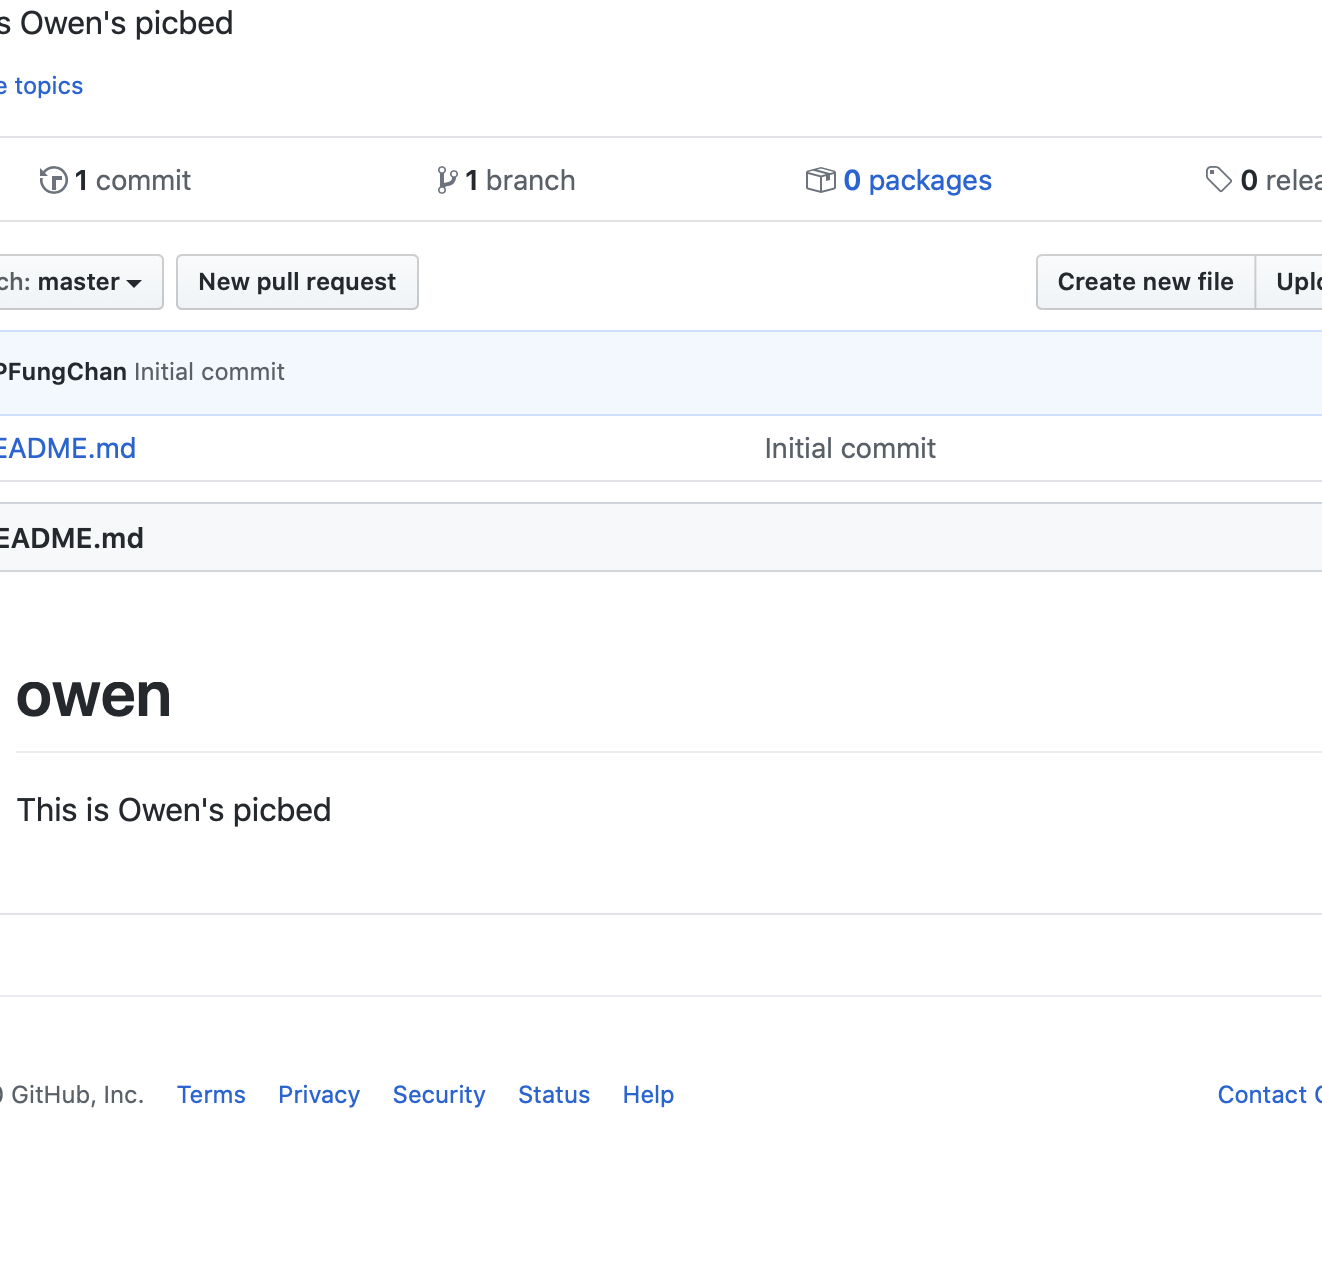 s Owen's picbed
e topics
1 commit 1 branch 0 packages 0 relea
ch: master New pull request Create new file Uplo
PFungChan Initial commit
EADME.md Initial commit
EADME.md
owen
This is Owen's picbed
GitHub, Inc. Terms Privacy Security Status Help Contact G